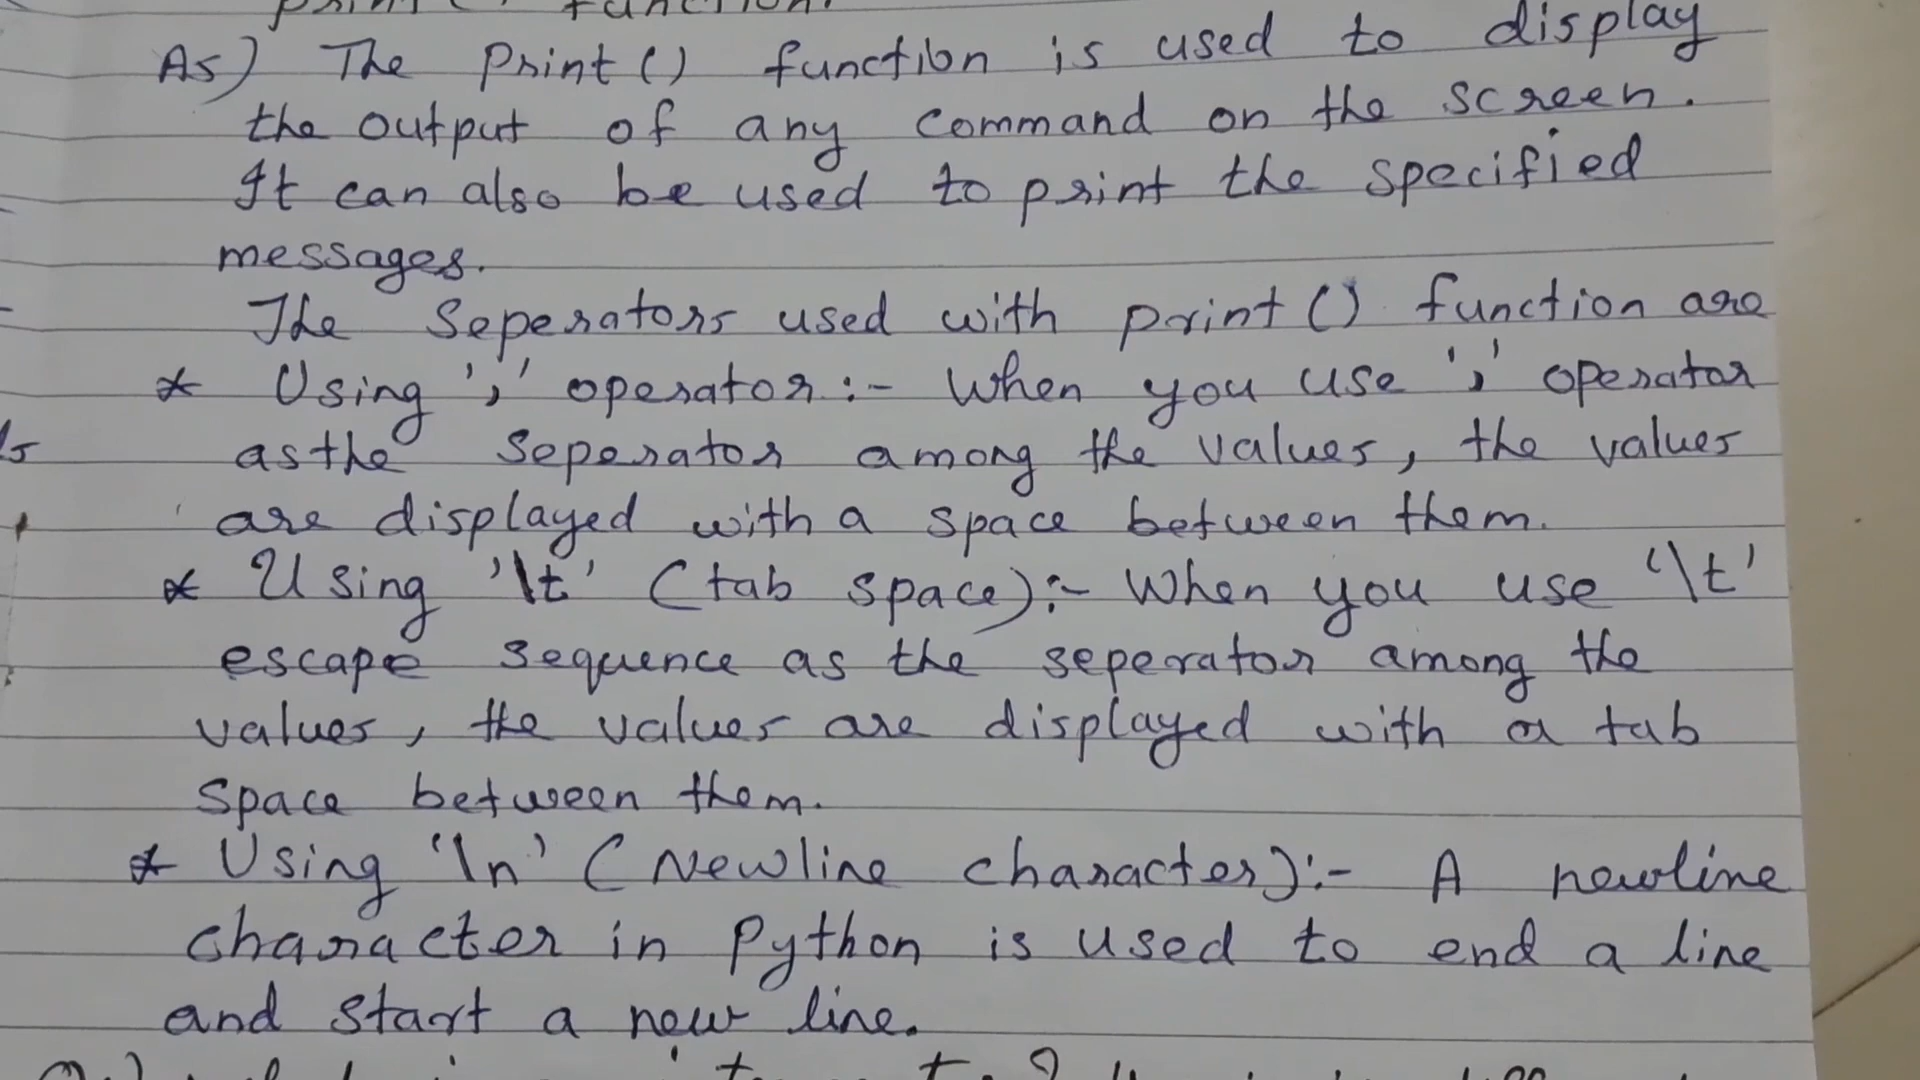 print() function.
A5) The print() function is used to display
the output of any command on the screen.
It can also be used to print the specified
messages.
The Seperators used with print() function are
* Using ',' operator:- When you use ',' operator
as the seperator among the values, the values
are displayed with a space between them.
* Using '\t' (tab space):- When you use '\t'
escape sequence as the seperator among the
values, the values are displayed with a tab
space between them.
* Using '\n' (Newline character):- A newline
character in Python is used to end a line
and start a new line.